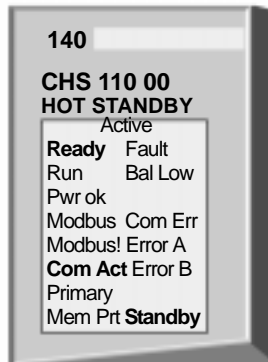 140
CHS 110 00
HOT STANDBY
Active
Ready Fault
Run Bal Low
Pwr ok
Modbus Com Err
Modbus! Error A
Com Act Error B
Primary
Mem Prt Standby